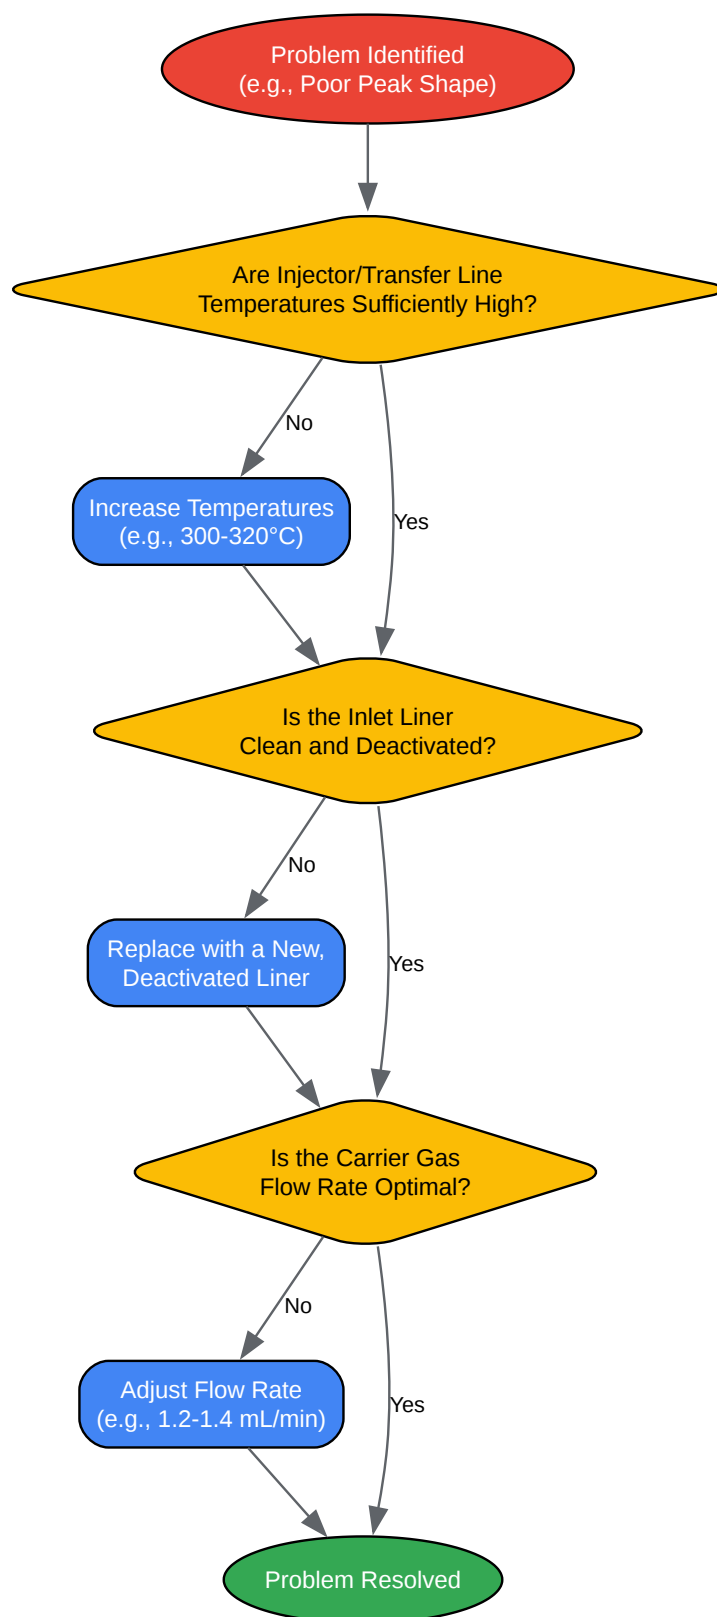 Problem Identified
(e.g., Poor Peak Shape)
Are Injector/Transfer Line
Temperatures Sufficiently High?
No
Increase Temperatures
(e.g., 300-320°C)
Yes
Is the Inlet Liner
Clean and Deactivated?
No
Replace with a New,
Deactivated Liner
Yes
Is the Carrier Gas
Flow Rate Optimal?
No
Adjust Flow Rate
(e.g., 1.2-1.4 mL/min)
Yes
Problem Resolved